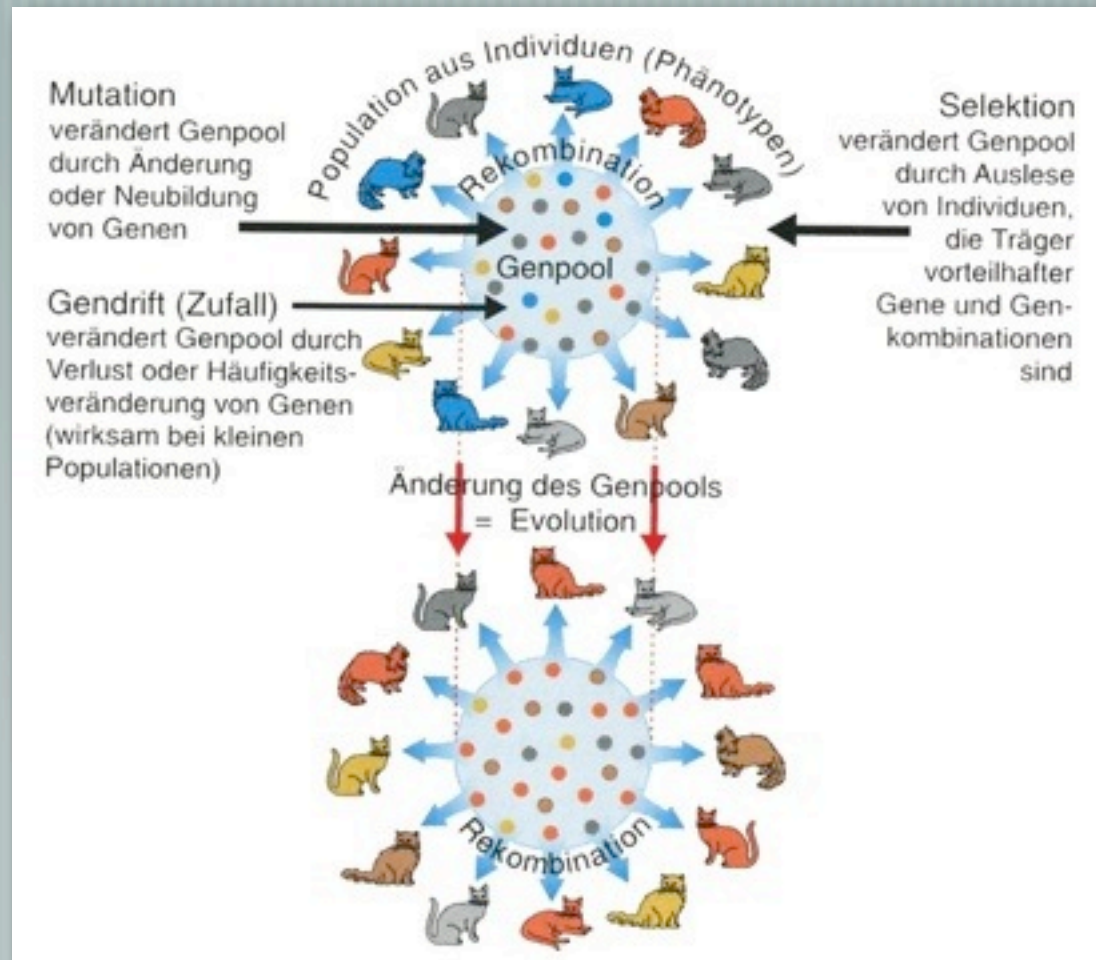 Population aus Individuen (Phänotypen)
Rekombination
Mutation
verändert Genpool
durch Änderung
oder Neubildung
von Genen
Selektion
verändert Genpool
durch Auslese
von Individuen,
die Träger
vorteilhafter
Gene und Gen-
kombinationen
sind
Genpool
Gendrift (Zufall)
verändert Genpool durch
Verlust oder Häufigkeits-
veränderung von Genen
(wirksam bei kleinen
Populationen)
Änderung des Genpools
= Evolution
Rekombination